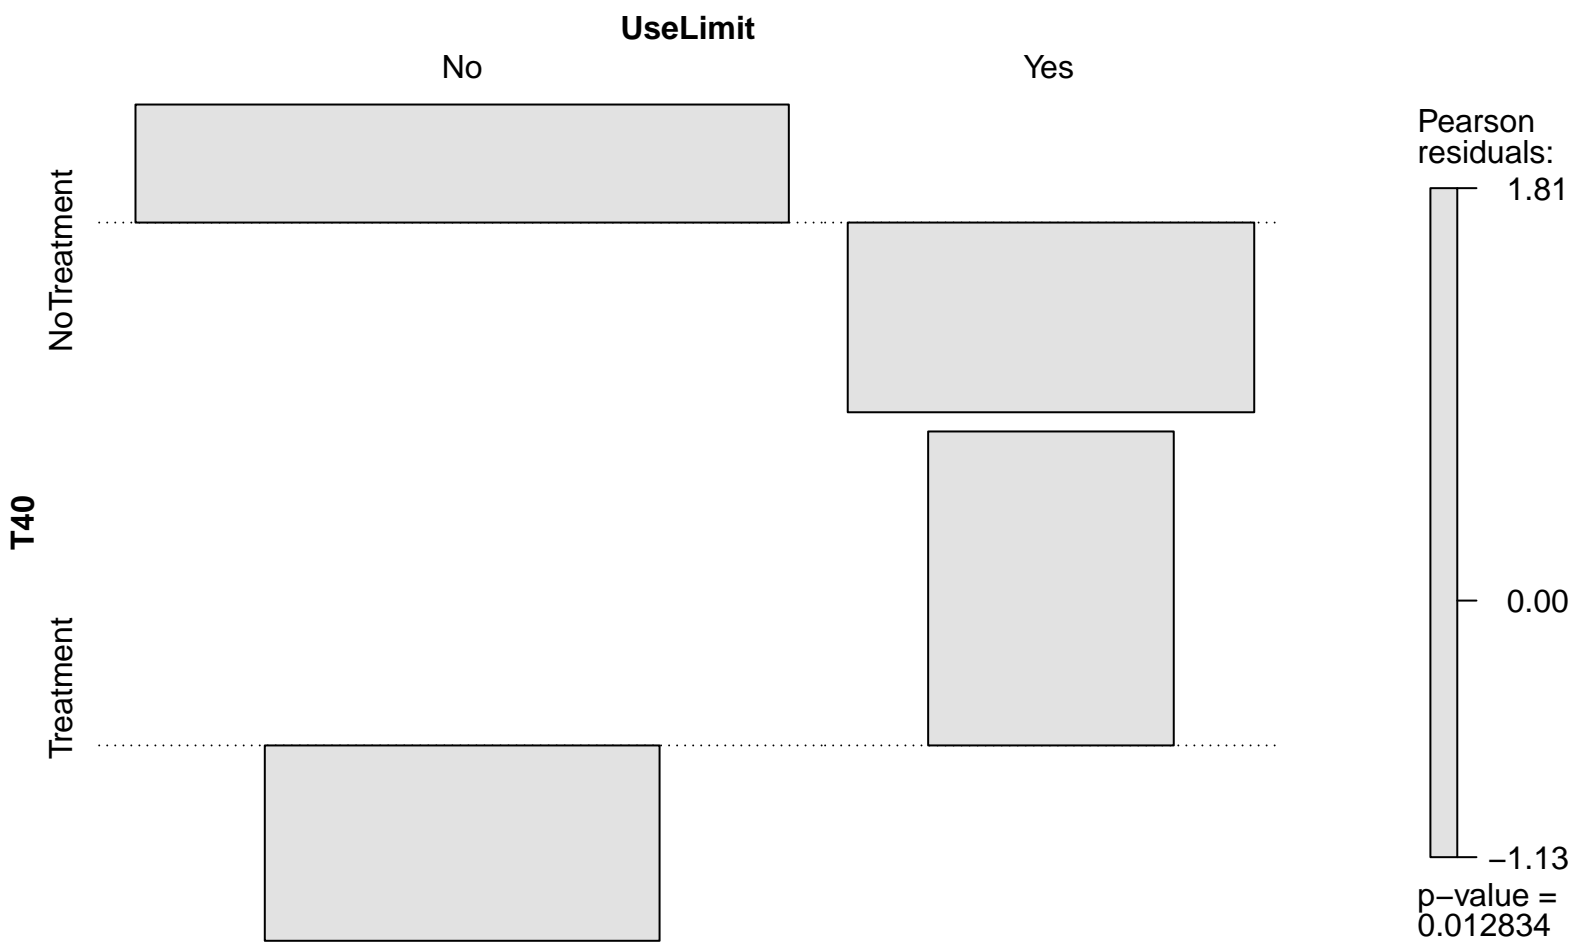 UseLimit
No Yes
T40
NoTreatment
Treatment
Pearson
residuals:
1.81
0.00
−1.13
p−value =
0.012834